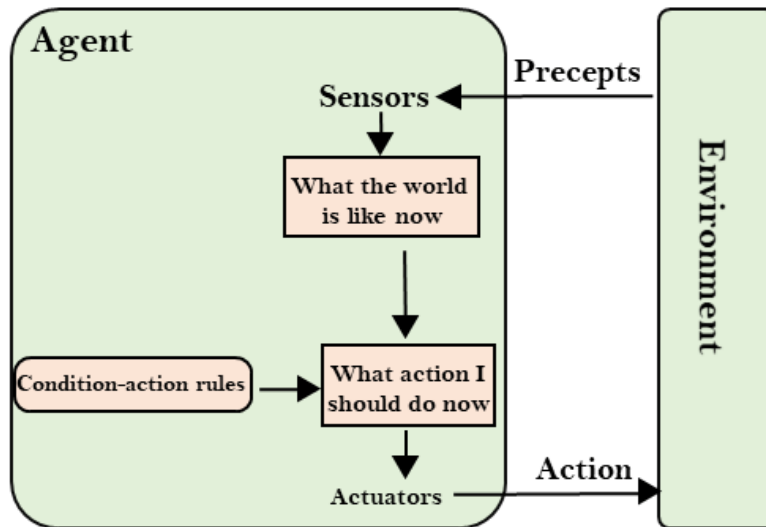 Agent
Precepts
Sensors
What the world
is like now
Environment
Condition-action rules
What action I
should do now
Action
Actuators